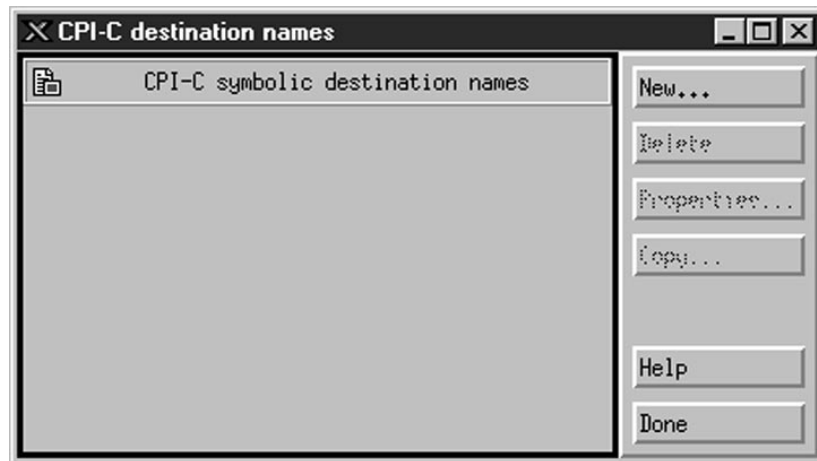 CPI-C destination names
CPI-C symbolic destination names
New...
Delete
Properties...
Copy...
Help
Done